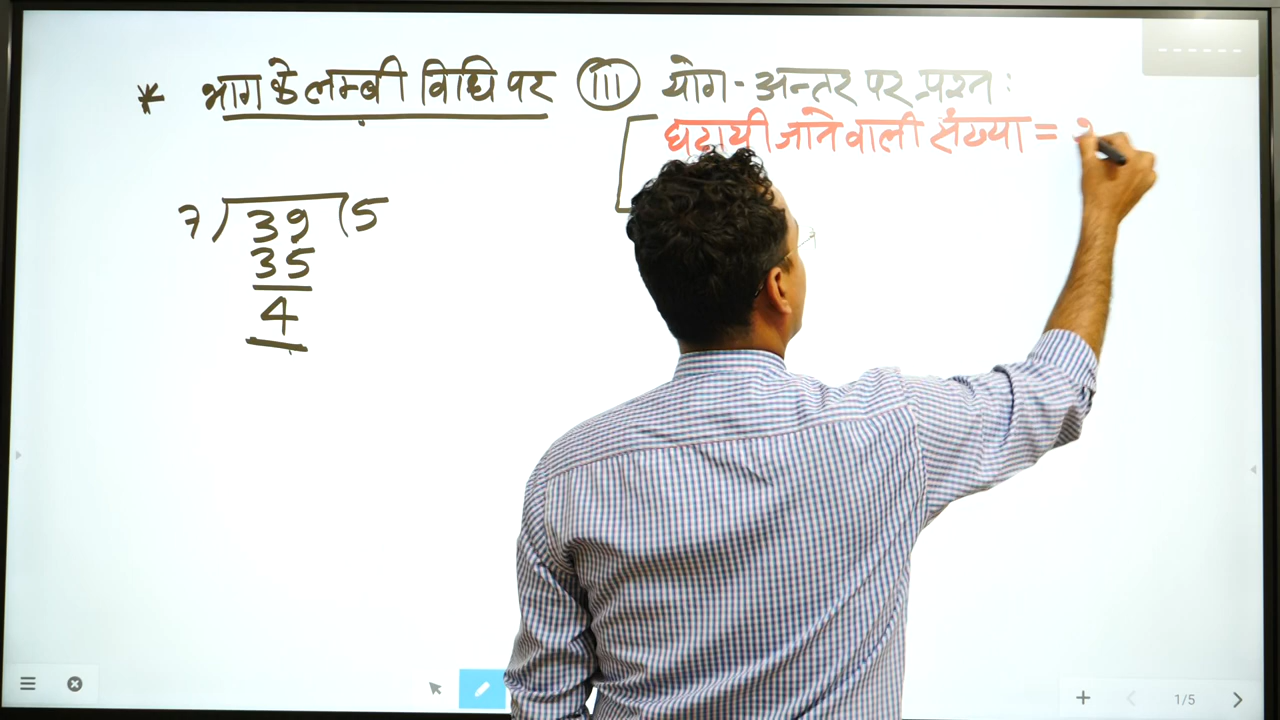 * भाग के लम्बी विधि पर (III) योग - अन्तर पर प्रश्न :
घटायी जाने वाली संख्या =
7) 39 (5
35
4
1/5